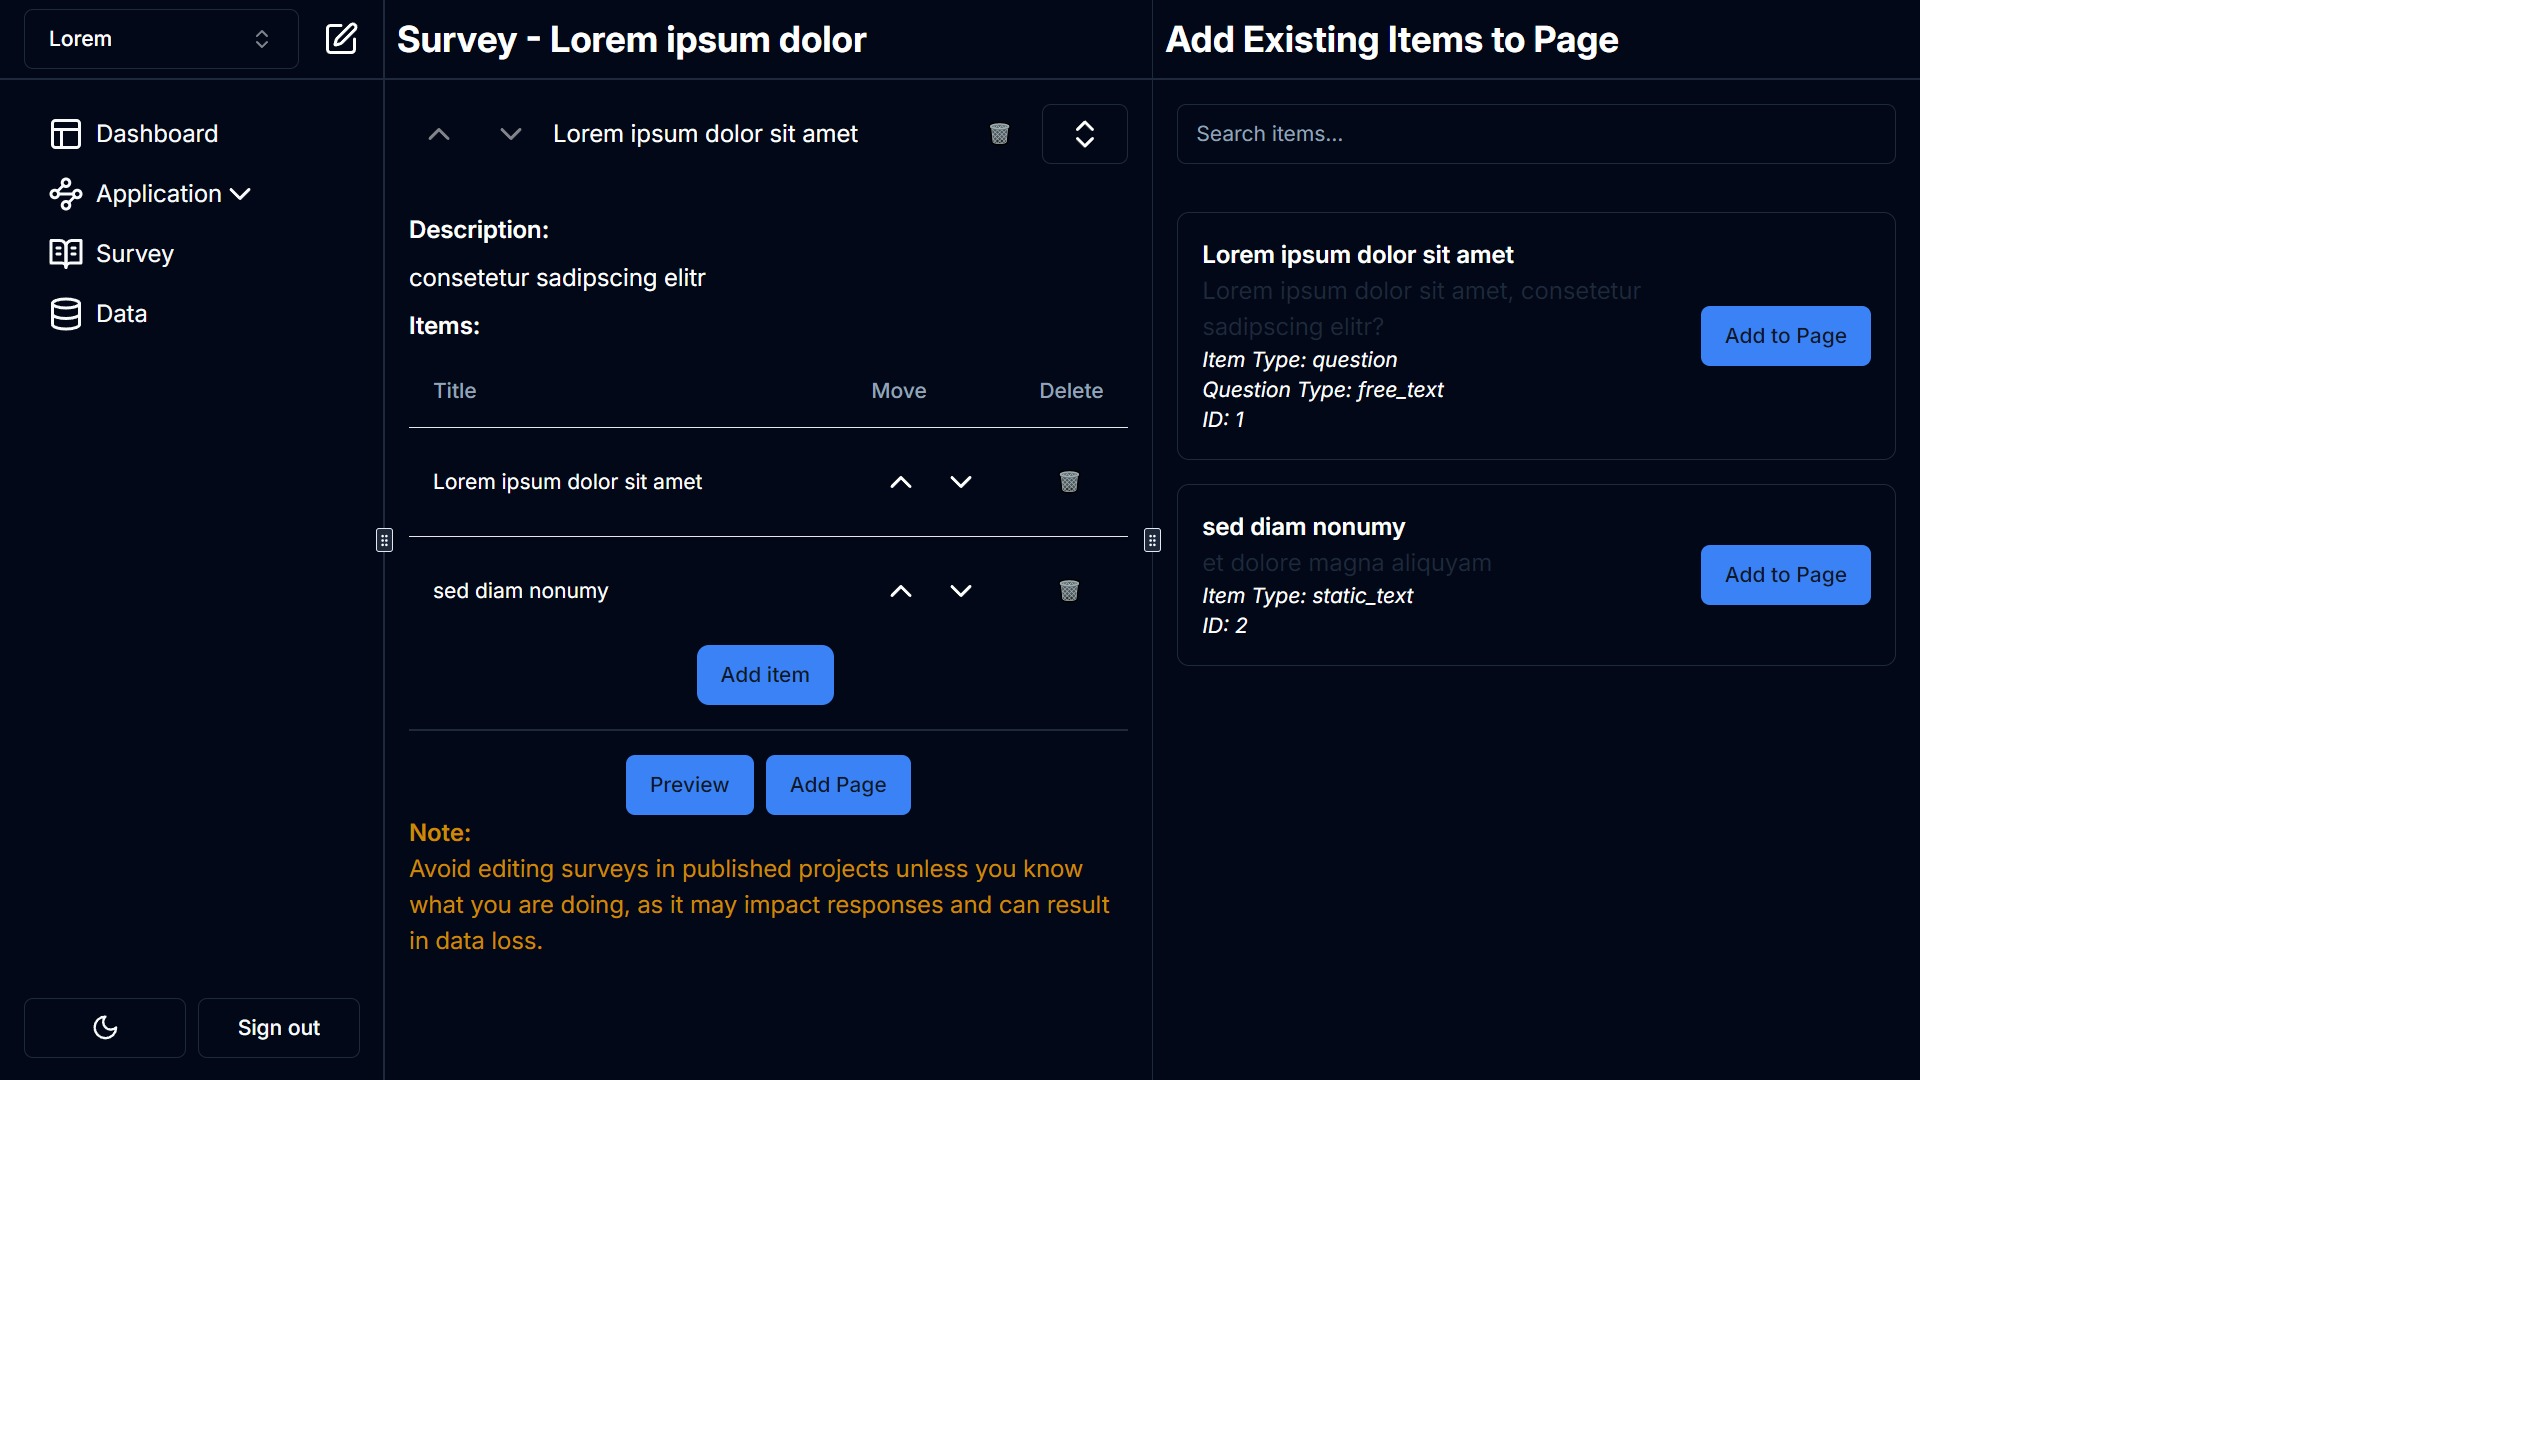 Lorem
Dashboard
Application
Survey
Data
Sign out
Survey - Lorem ipsum dolor
Lorem ipsum dolor sit amet
Description:
consetetur sadipscing elitr
Items:
Title Move Delete
Lorem ipsum dolor sit amet
sed diam nonumy
Add item
Preview Add Page
Note:
Avoid editing surveys in published projects unless you know
what you are doing, as it may impact responses and can result
in data loss.
Add Existing Items to Page
Search items...
Lorem ipsum dolor sit amet
Lorem ipsum dolor sit amet, consetetur
sadipscing elitr?
Item Type: question
Question Type: free_text
ID: 1
Add to Page
sed diam nonumy
et dolore magna aliquyam
Item Type: static_text
ID: 2
Add to Page